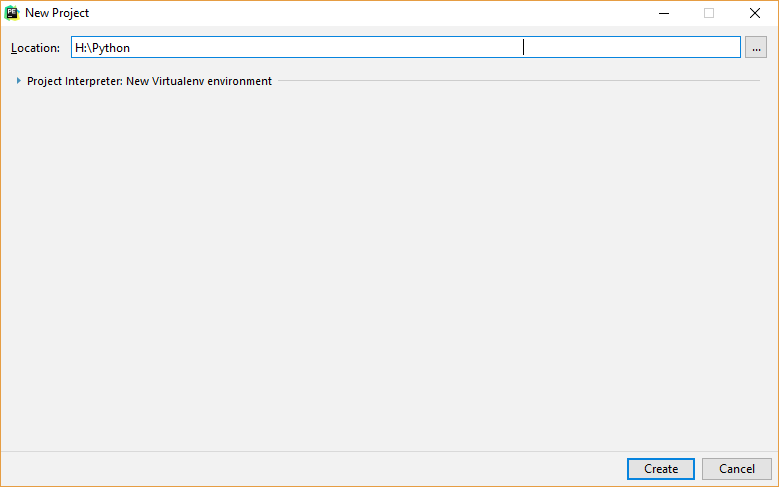 New Project
Location: H:\Python ...
Project Interpreter: New Virtualenv environment
Create Cancel